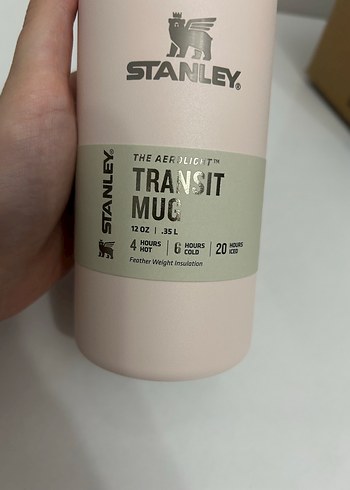 STANLEY®
STANLEY®
THE AEROLIGHT™
TRANSIT
MUG
12 OZ | .35 L
4 HOURS HOT | 6 HOURS COLD | 20 HOURS ICED
Feather Weight Insulation